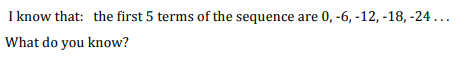 I know that:   the first 5 terms of the sequence are 0, -6, -12, -18, -24 . . .
What do you know?